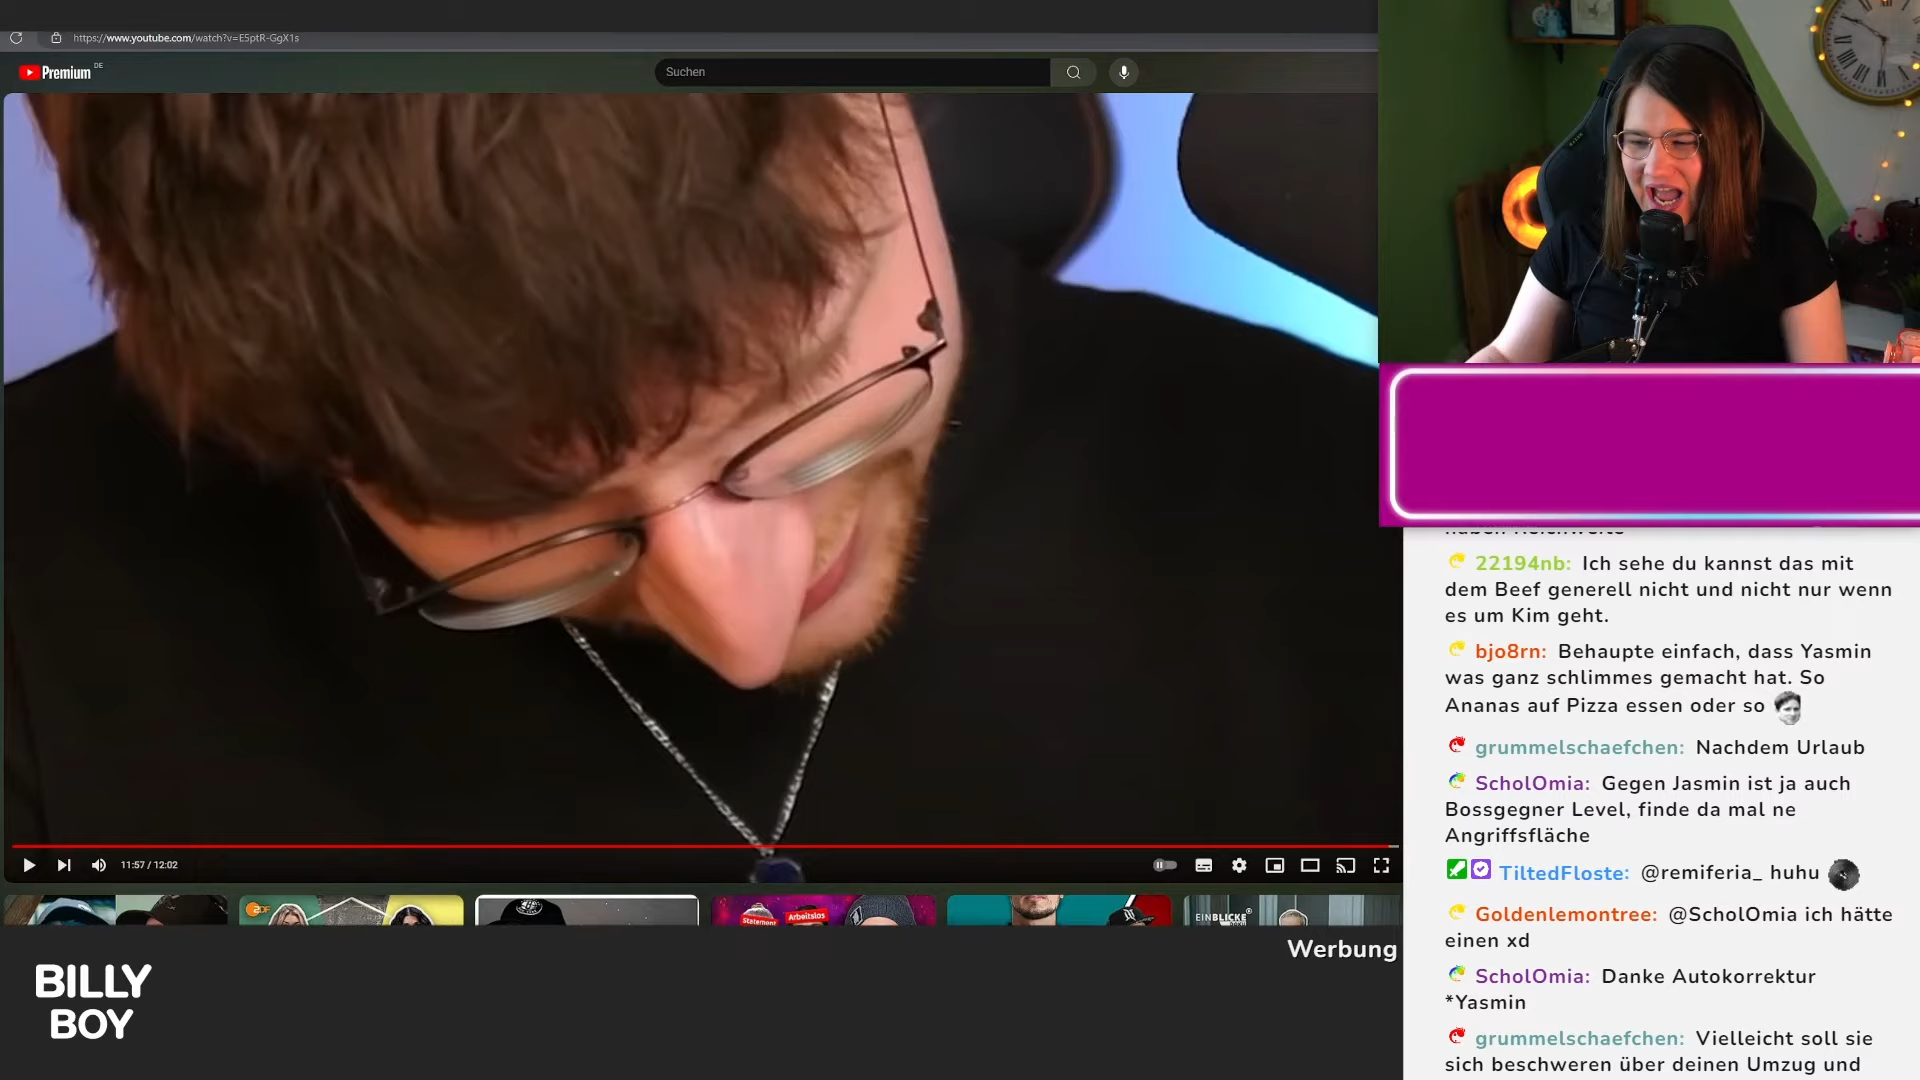 https://www.youtube.com/watch?v=E5ptR-GgX1s
Premium DE
Suchen
11:57 / 12:02
Statement
Arbeitslos
EINBLICKE
Werbung
BILLY
BOY
22194nb: Ich sehe du kannst das mit
dem Beef generell nicht und nicht nur wenn
es um Kim geht.
bjo8rn: Behaupte einfach, dass Yasmin
was ganz schlimmes gemacht hat. So
Ananas auf Pizza essen oder so
grummelschaefchen: Nachdem Urlaub
ScholOmia: Gegen Jasmin ist ja auch
Bossgegner Level, finde da mal ne
Angriffsfläche
TiltedFloste: @remiferia_ huhu
Goldenlemontree: @ScholOmia ich hätte
einen xd
ScholOmia: Danke Autokorrektur
*Yasmin
grummelschaefchen: Vielleicht soll sie
sich beschweren über deinen Umzug und